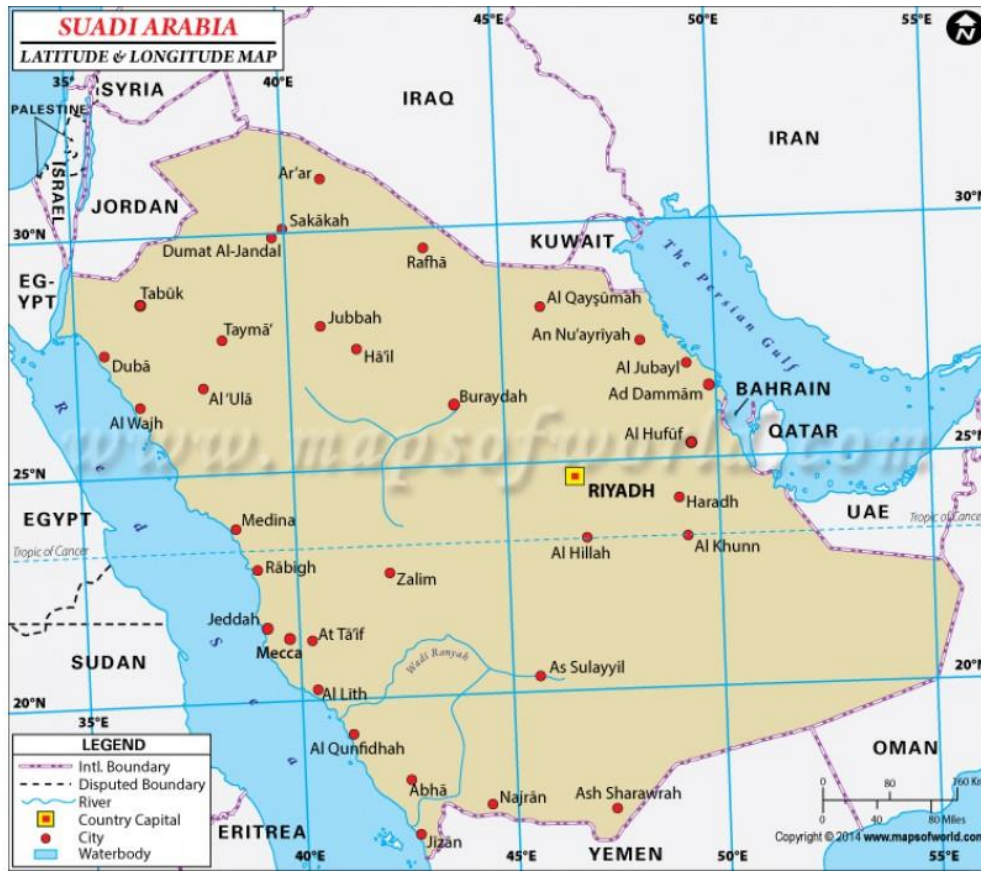 SUADI ARABIA
LATITUDE & LONGITUDE MAP
35°
40°E
45°E
50°E
55°E
N
SYRIA
PALESTINE
ISRAEL
JORDAN
IRAQ
IRAN
30°N
30°N
KUWAIT
EG-
YPT
The Persian Gulf
Ar'ar
Sakākah
Dumat Al-Jandal
Rafhā
Tabūk
Al Qayşūmah
Taymā'
Jubbah
An Nu'ayrīyah
Hā'il
Dubā
Al Jubayl
Ad Dammām
BAHRAIN
Al 'Ulā
Buraydah
Al Wajh
Al Hufūf
QATAR
www.mapsofworld.com
25°N
25°N
RIYADH
Haradh
EGYPT
Medina
UAE
Tropic of Cancer
Tropic of Cancer
Al Hillah
Al Khunn
Rābigh
Zalim
Red Sea
Jeddah
Mecca
At Tā'if
Wadi Ranyah
SUDAN
As Sulayyil
20°N
Al Lith
20°N
35°E
Al Qunfidhah
OMAN
LEGEND
Intl. Boundary
Disputed Boundary
River
Country Capital
City
Waterbody
Abhā
Najrān
Ash Sharawrah
0 80 160 Km
0 40 80 Miles
Jīzān
ERITREA
YEMEN
Copyright © 2014 www.mapsofworld.com
40°E
45°E
50°E
55°E